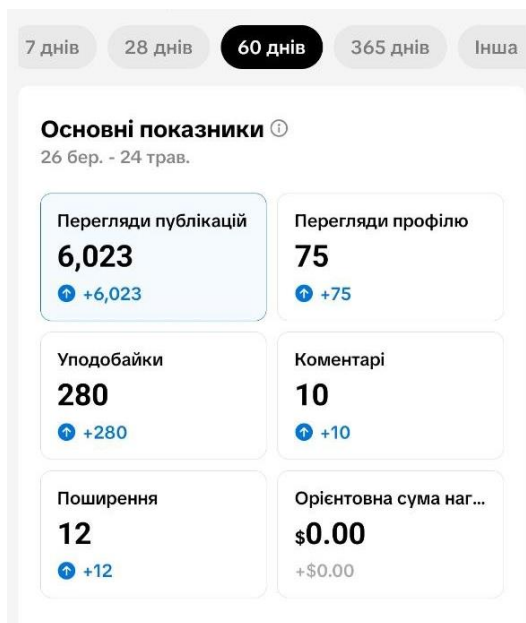 7 днів 28 днів 60 днів 365 днів Інша
Основні показники
26 бер. - 24 трав.
Перегляди публікацій Перегляди профілю
6,023 75
+6,023 +75
Уподобайки Коментарі
280 10
+280 +10
Поширення Орієнтовна сума наг...
12 $0.00
+12 +$0.00